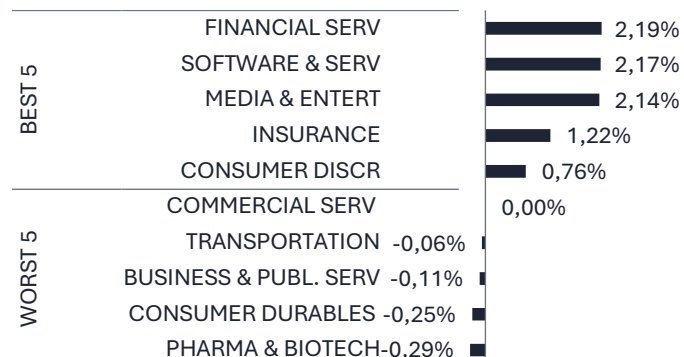 BEST 5
FINANCIAL SERV 2,19%
SOFTWARE & SERV 2,17%
MEDIA & ENTERT 2,14%
INSURANCE 1,22%
CONSUMER DISCR 0,76%
WORST 5
COMMERCIAL SERV 0,00%
TRANSPORTATION -0,06%
BUSINESS & PUBL. SERV -0,11%
CONSUMER DURABLES -0,25%
PHARMA & BIOTECH -0,29%